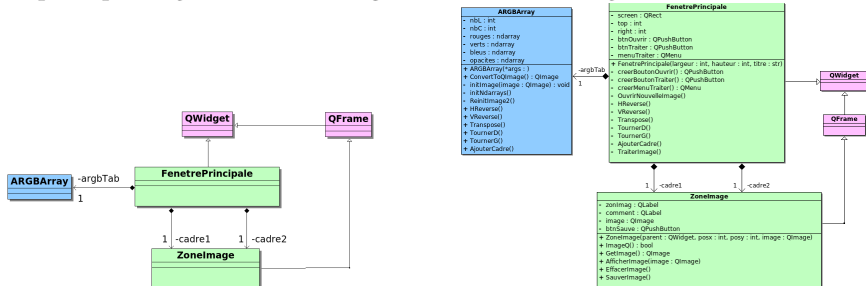 QWidget
QFrame
ARGBArray
-argbTab
1
FenetrePrincipale
1 -cadre1
1 -cadre2
ZoneImage
ARGBArray
- nbL : int
- nbC : int
- rouges : ndarray
- verts : ndarray
- bleus : ndarray
- opacites : ndarray
+ ARGBArray(*args : )
+ ConvertToQImage() : QImage
- initImage(image : QImage) : void
- initNdarrays()
- Reinitimage2()
+ HReverse()
+ VReverse()
+ Transpose()
+ TournerD()
+ TournerG()
+ AjouterCadre()
-argbTab
1
FenetrePrincipale
- screen : QRect
- top : int
- right : int
- btnOuvrir : QPushButton
- btnTraiter : QPushButton
- menuTraiter : QMenu
+ FenetrePrincipale(largeur : int, hauteur : int, titre : str)
- creerBoutonOuvrir() : QPushButton
- creerBoutonTraiter() : QPushButton
- creerMenuTraiter() : QMenu
- OuvrirNouvelleImage()
- HReverse()
- VReverse()
- Transpose()
- TournerD()
- TournerG()
- AjouterCadre()
- TraiterImage()
QWidget
QFrame
1 -cadre1
1 -cadre2
ZoneImage
- zonImag : QLabel
- comment : QLabel
- image : QImage
- btnSauve : QPushButton
+ ZoneImage(parent : QWidget, posx : int, posy : int, image : QImage)
+ ImageQ() : bool
+ GetImage() : QImage
+ AfficherImage(image : QImage)
+ EffacerImage()
+ SauverImage()